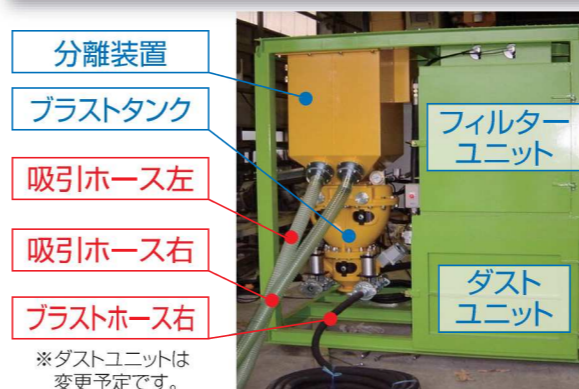 分離装置
ブラストタンク
吸引ホース左
吸引ホース右
ブラストホース右
※ダストユニットは
変更予定です。
フィルター
ユニット
ダスト
ユニット